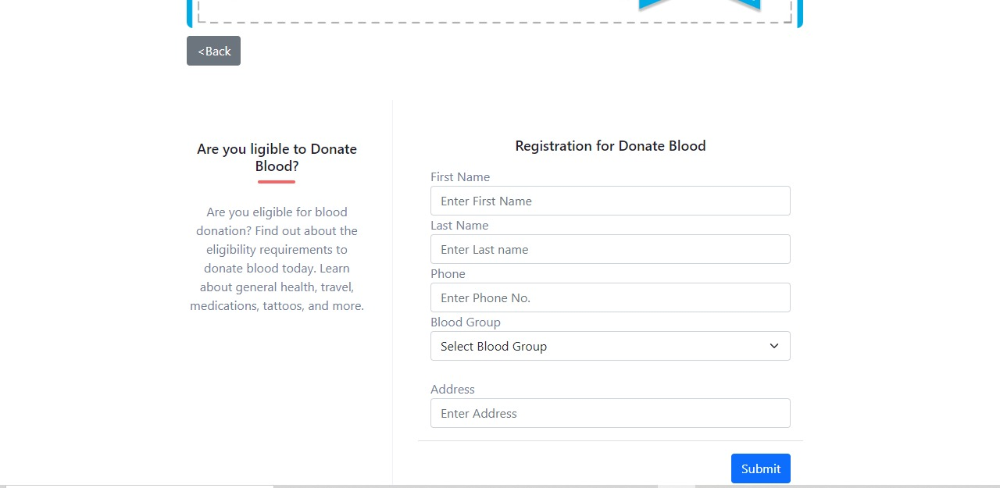 <Back
Are you ligible to Donate
Blood?
Are you eligible for blood
donation? Find out about the
eligibility requirements to
donate blood today. Learn
about general health, travel,
medications, tattoos, and more.
Registration for Donate Blood
First Name
Enter First Name
Last Name
Enter Last name
Phone
Enter Phone No.
Blood Group
Select Blood Group
Address
Enter Address
Submit